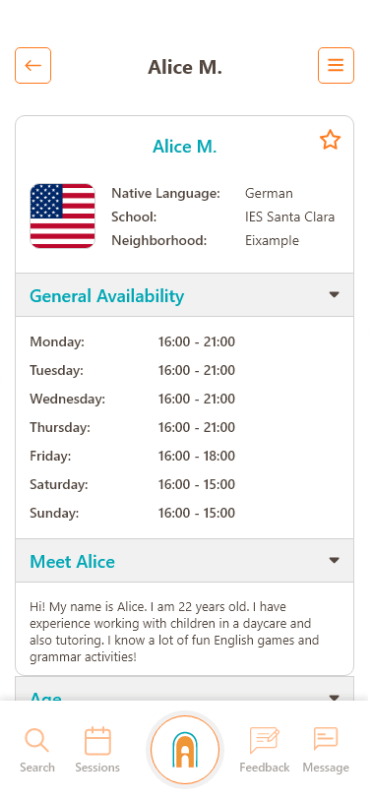 Alice M.
Alice M.
Native Language: German
School: IES Santa Clara
Neighborhood: Eixample
General Availability
Monday: 16:00 - 21:00
Tuesday: 16:00 - 21:00
Wednesday: 16:00 - 21:00
Thursday: 16:00 - 21:00
Friday: 16:00 - 18:00
Saturday: 16:00 - 15:00
Sunday: 16:00 - 15:00
Meet Alice
Hi! My name is Alice. I am 22 years old. I have
experience working with children in a daycare and
also tutoring. I know a lot of fun English games and
grammar activities!
Age
Search Sessions Feedback Message